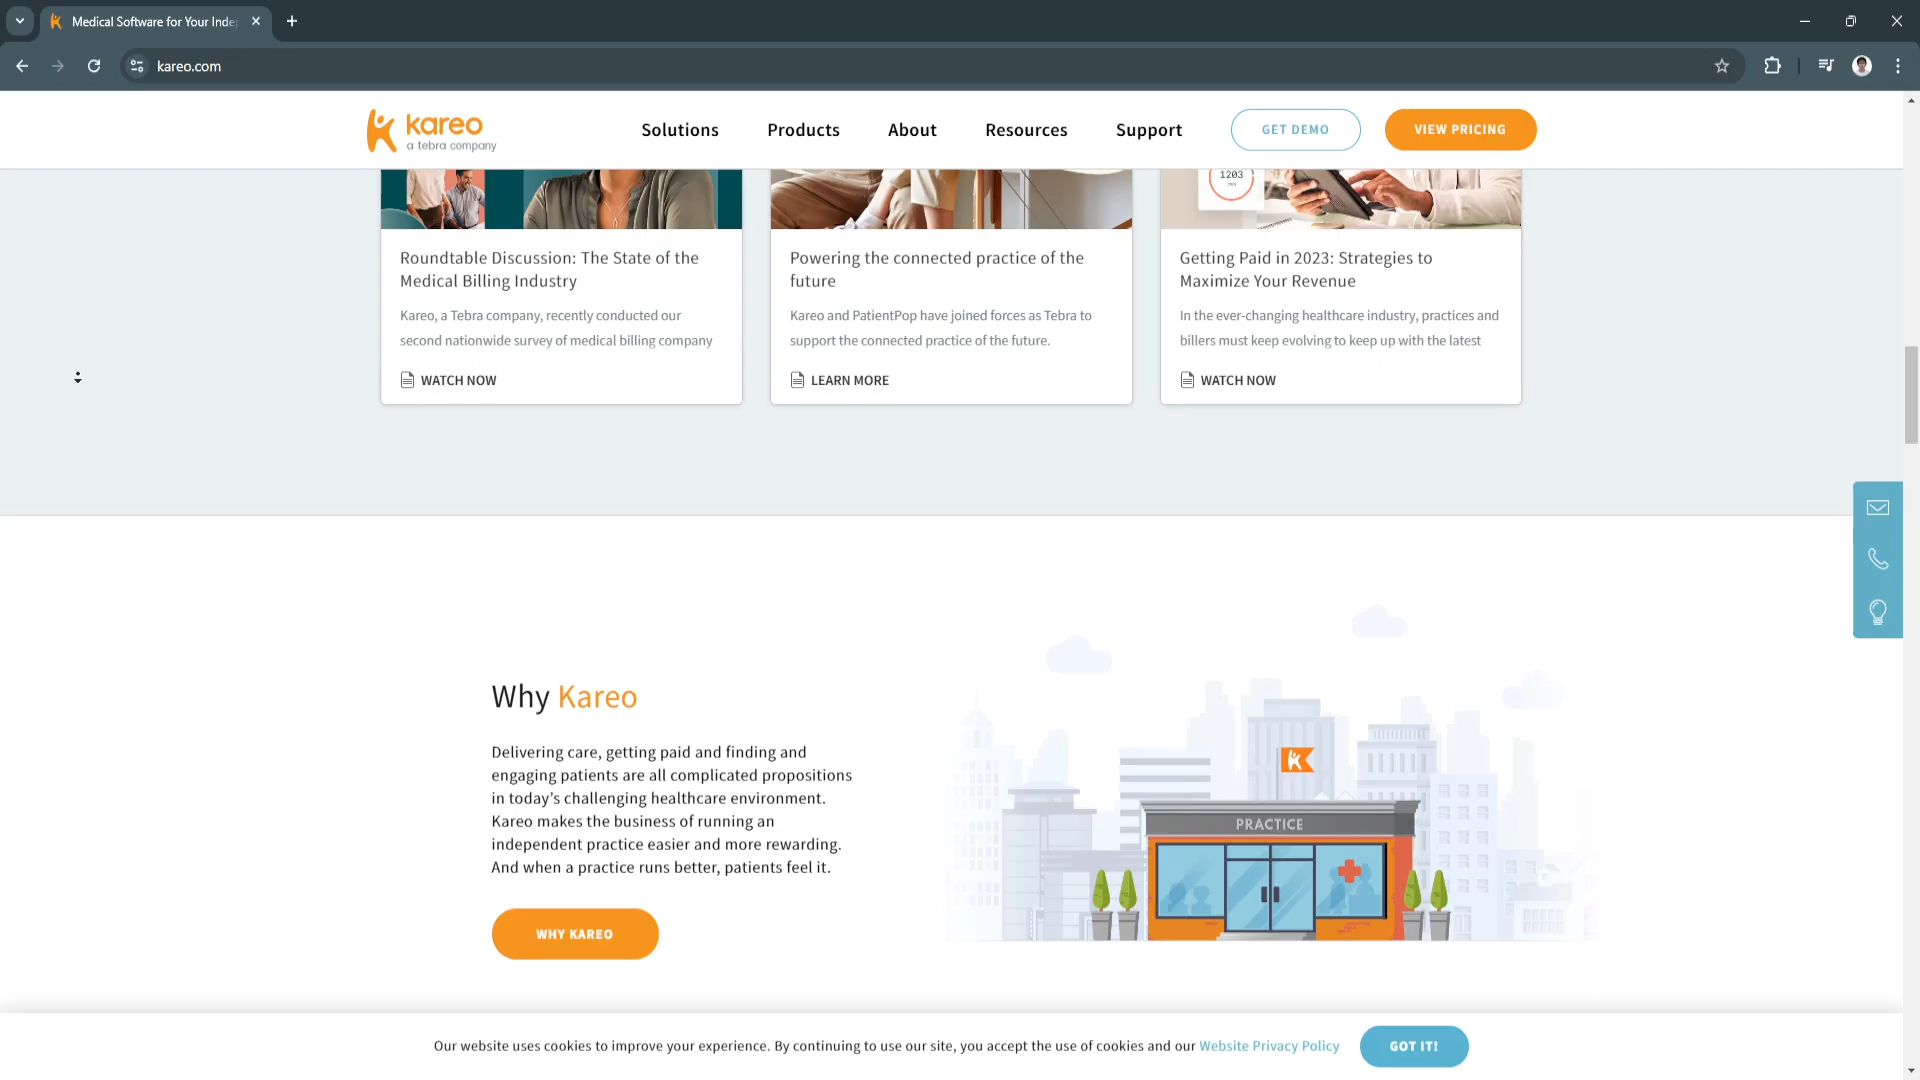 Medical Software for Your Inde
kareo.com
kareo
a tebra company
Solutions
Products
About
Resources
Support
GET DEMO
VIEW PRICING
1203
Roundtable Discussion: The State of the
Medical Billing Industry
Kareo, a Tebra company, recently conducted our
second nationwide survey of medical billing company
WATCH NOW
Powering the connected practice of the
future
Kareo and PatientPop have joined forces as Tebra to
support the connected practice of the future.
LEARN MORE
Getting Paid in 2023: Strategies to
Maximize Your Revenue
In the ever-changing healthcare industry, practices and
billers must keep evolving to keep up with the latest
WATCH NOW
Why Kareo
Delivering care, getting paid and finding and
engaging patients are all complicated propositions
in today’s challenging healthcare environment.
Kareo makes the business of running an
independent practice easier and more rewarding.
And when a practice runs better, patients feel it.
WHY KAREO
PRACTICE
Our website uses cookies to improve your experience. By continuing to use our site, you accept the use of cookies and our Website Privacy Policy
GOT IT!